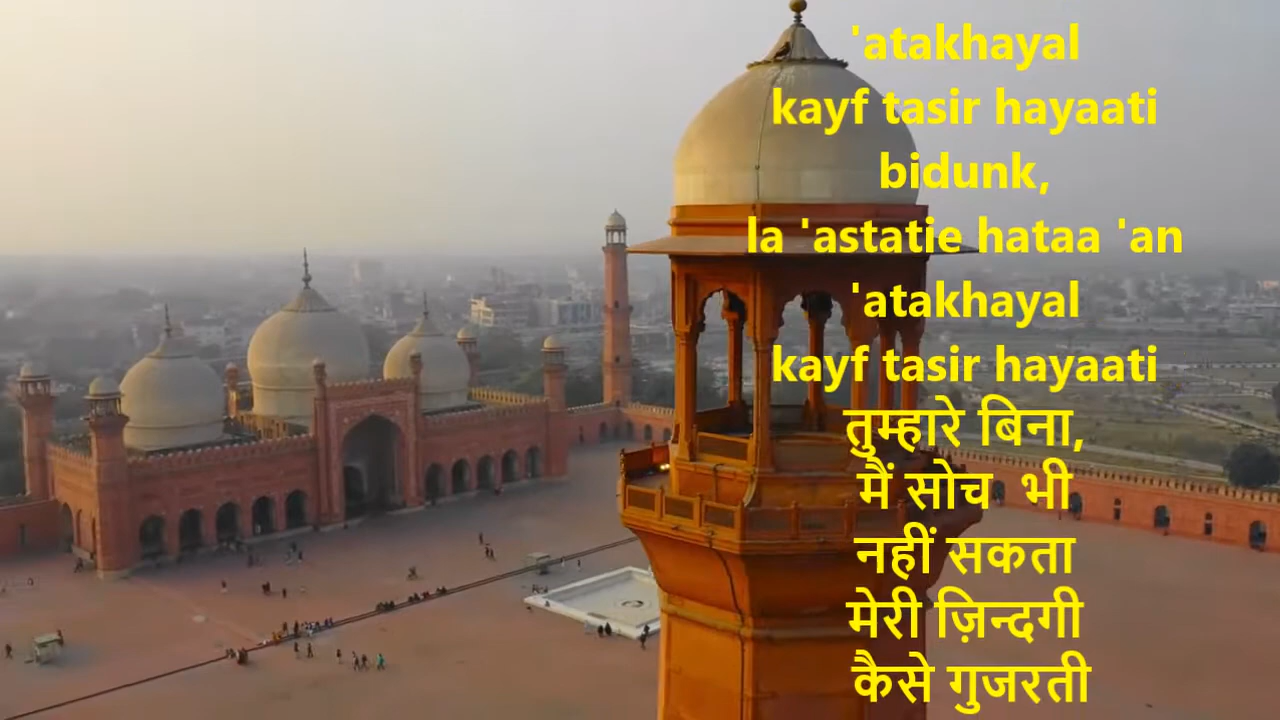 'atakhayal
kayf tasir hayaati
bidunk,
la 'astatie hataa 'an
'atakhayal
kayf tasir hayaati
तुम्हारे बिना,
मैं सोच भी
नहीं सकता
मेरी ज़िन्दगी
कैसे गुजरती